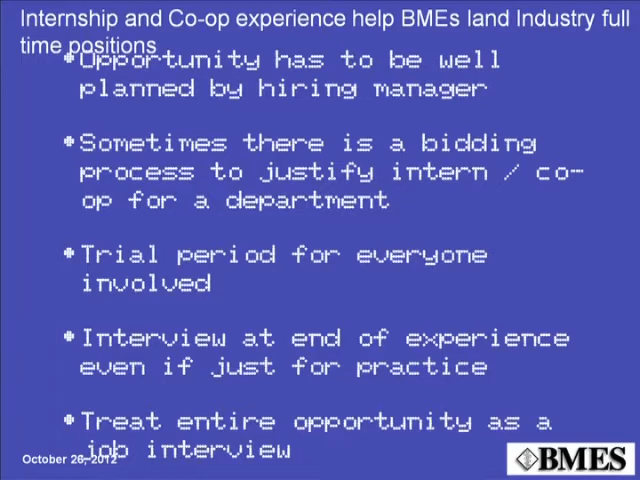 Internship and Co-op experience help BMEs land Industry full
time positions
•Opportunity has to be well
planned by hiring manager
•Sometimes there is a bidding
process to justify intern / co-
op for a department
•Trial period for everyone
involved
•Interview at end of experience
even if just for practice
•Treat entire opportunity as a
job interview
October 26, 2012
BMES